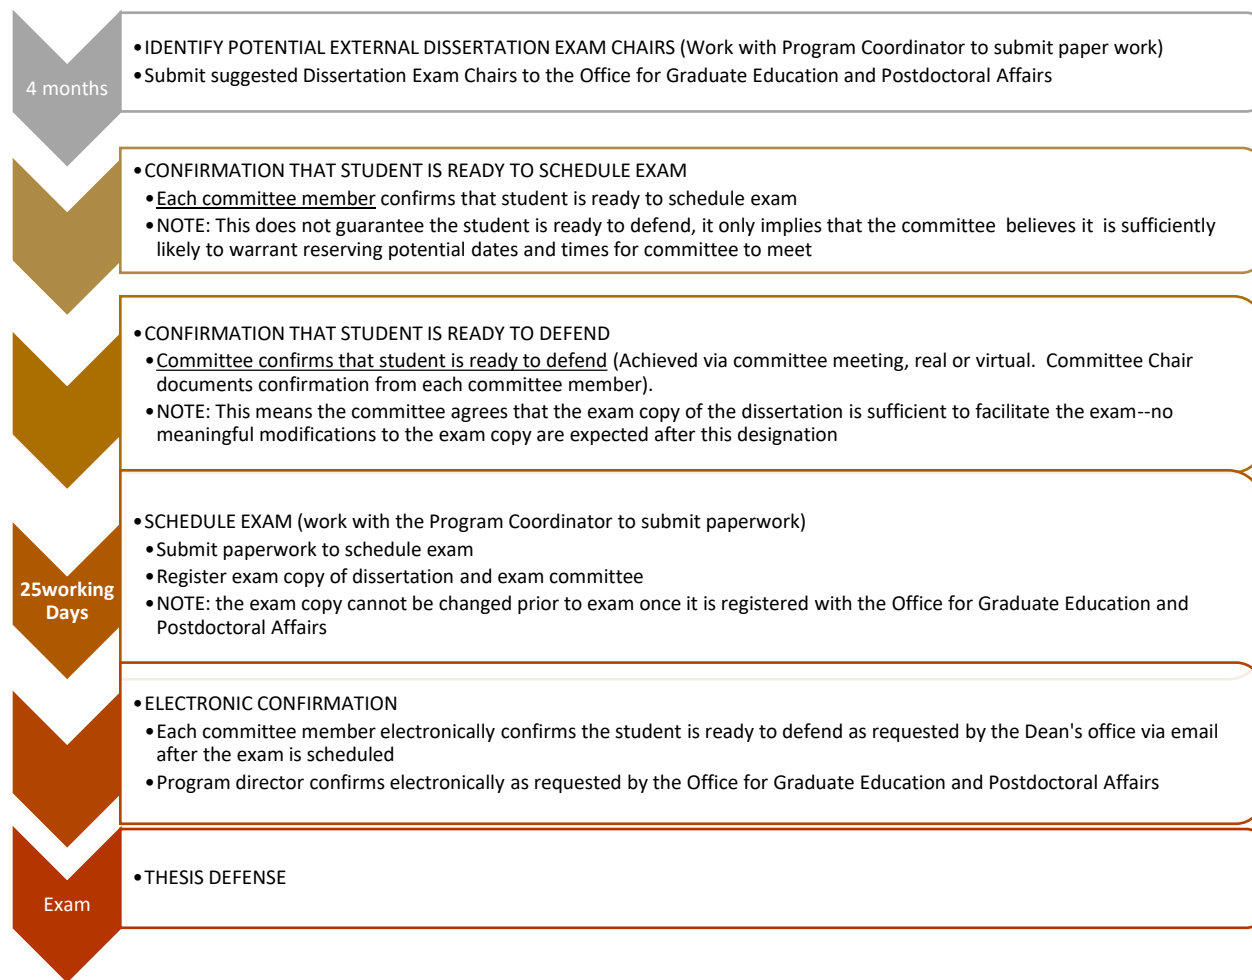 4 months
•IDENTIFY POTENTIAL EXTERNAL DISSERTATION EXAM CHAIRS (Work with Program Coordinator to submit paper work)
•Submit suggested Dissertation Exam Chairs to the Office for Graduate Education and Postdoctoral Affairs
•CONFIRMATION THAT STUDENT IS READY TO SCHEDULE EXAM
•Each committee member confirms that student is ready to schedule exam
•NOTE: This does not guarantee the student is ready to defend, it only implies that the committee believes it is sufficiently
likely to warrant reserving potential dates and times for committee to meet
•CONFIRMATION THAT STUDENT IS READY TO DEFEND
•Committee confirms that student is ready to defend (Achieved via committee meeting, real or virtual. Committee Chair
documents confirmation from each committee member).
•NOTE: This means the committee agrees that the exam copy of the dissertation is sufficient to facilitate the exam--no
meaningful modifications to the exam copy are expected after this designation
25working
Days
•SCHEDULE EXAM (work with the Program Coordinator to submit paperwork)
•Submit paperwork to schedule exam
•Register exam copy of dissertation and exam committee
•NOTE: the exam copy cannot be changed prior to exam once it is registered with the Office for Graduate Education and
Postdoctoral Affairs
•ELECTRONIC CONFIRMATION
•Each committee member electronically confirms the student is ready to defend as requested by the Dean's office via email
after the exam is scheduled
•Program director confirms electronically as requested by the Office for Graduate Education and Postdoctoral Affairs
Exam
•THESIS DEFENSE